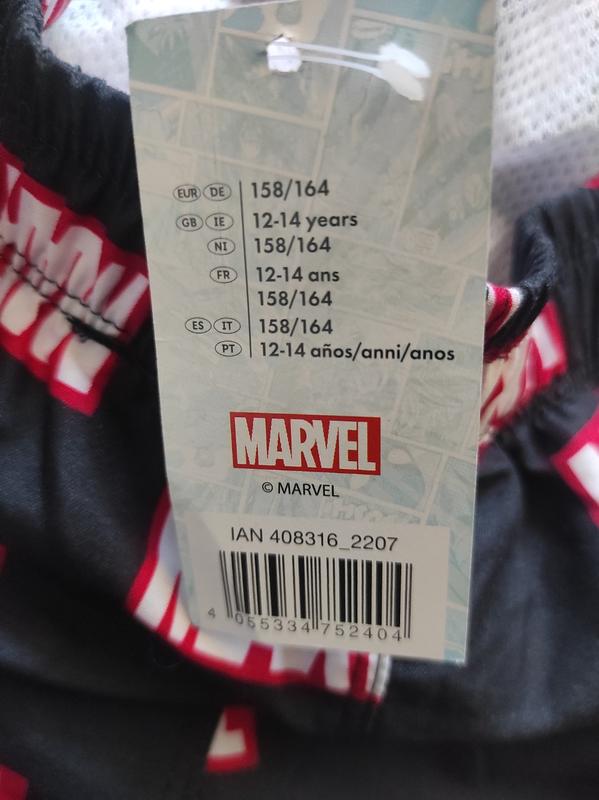 EUR DE 158/164
GB IE 12-14 years
NI 158/164
FR 12-14 ans
158/164
ES IT 158/164
PT 12-14 años/anni/anos
MARVEL
© MARVEL
IAN 408316_2207
4 055334 752404